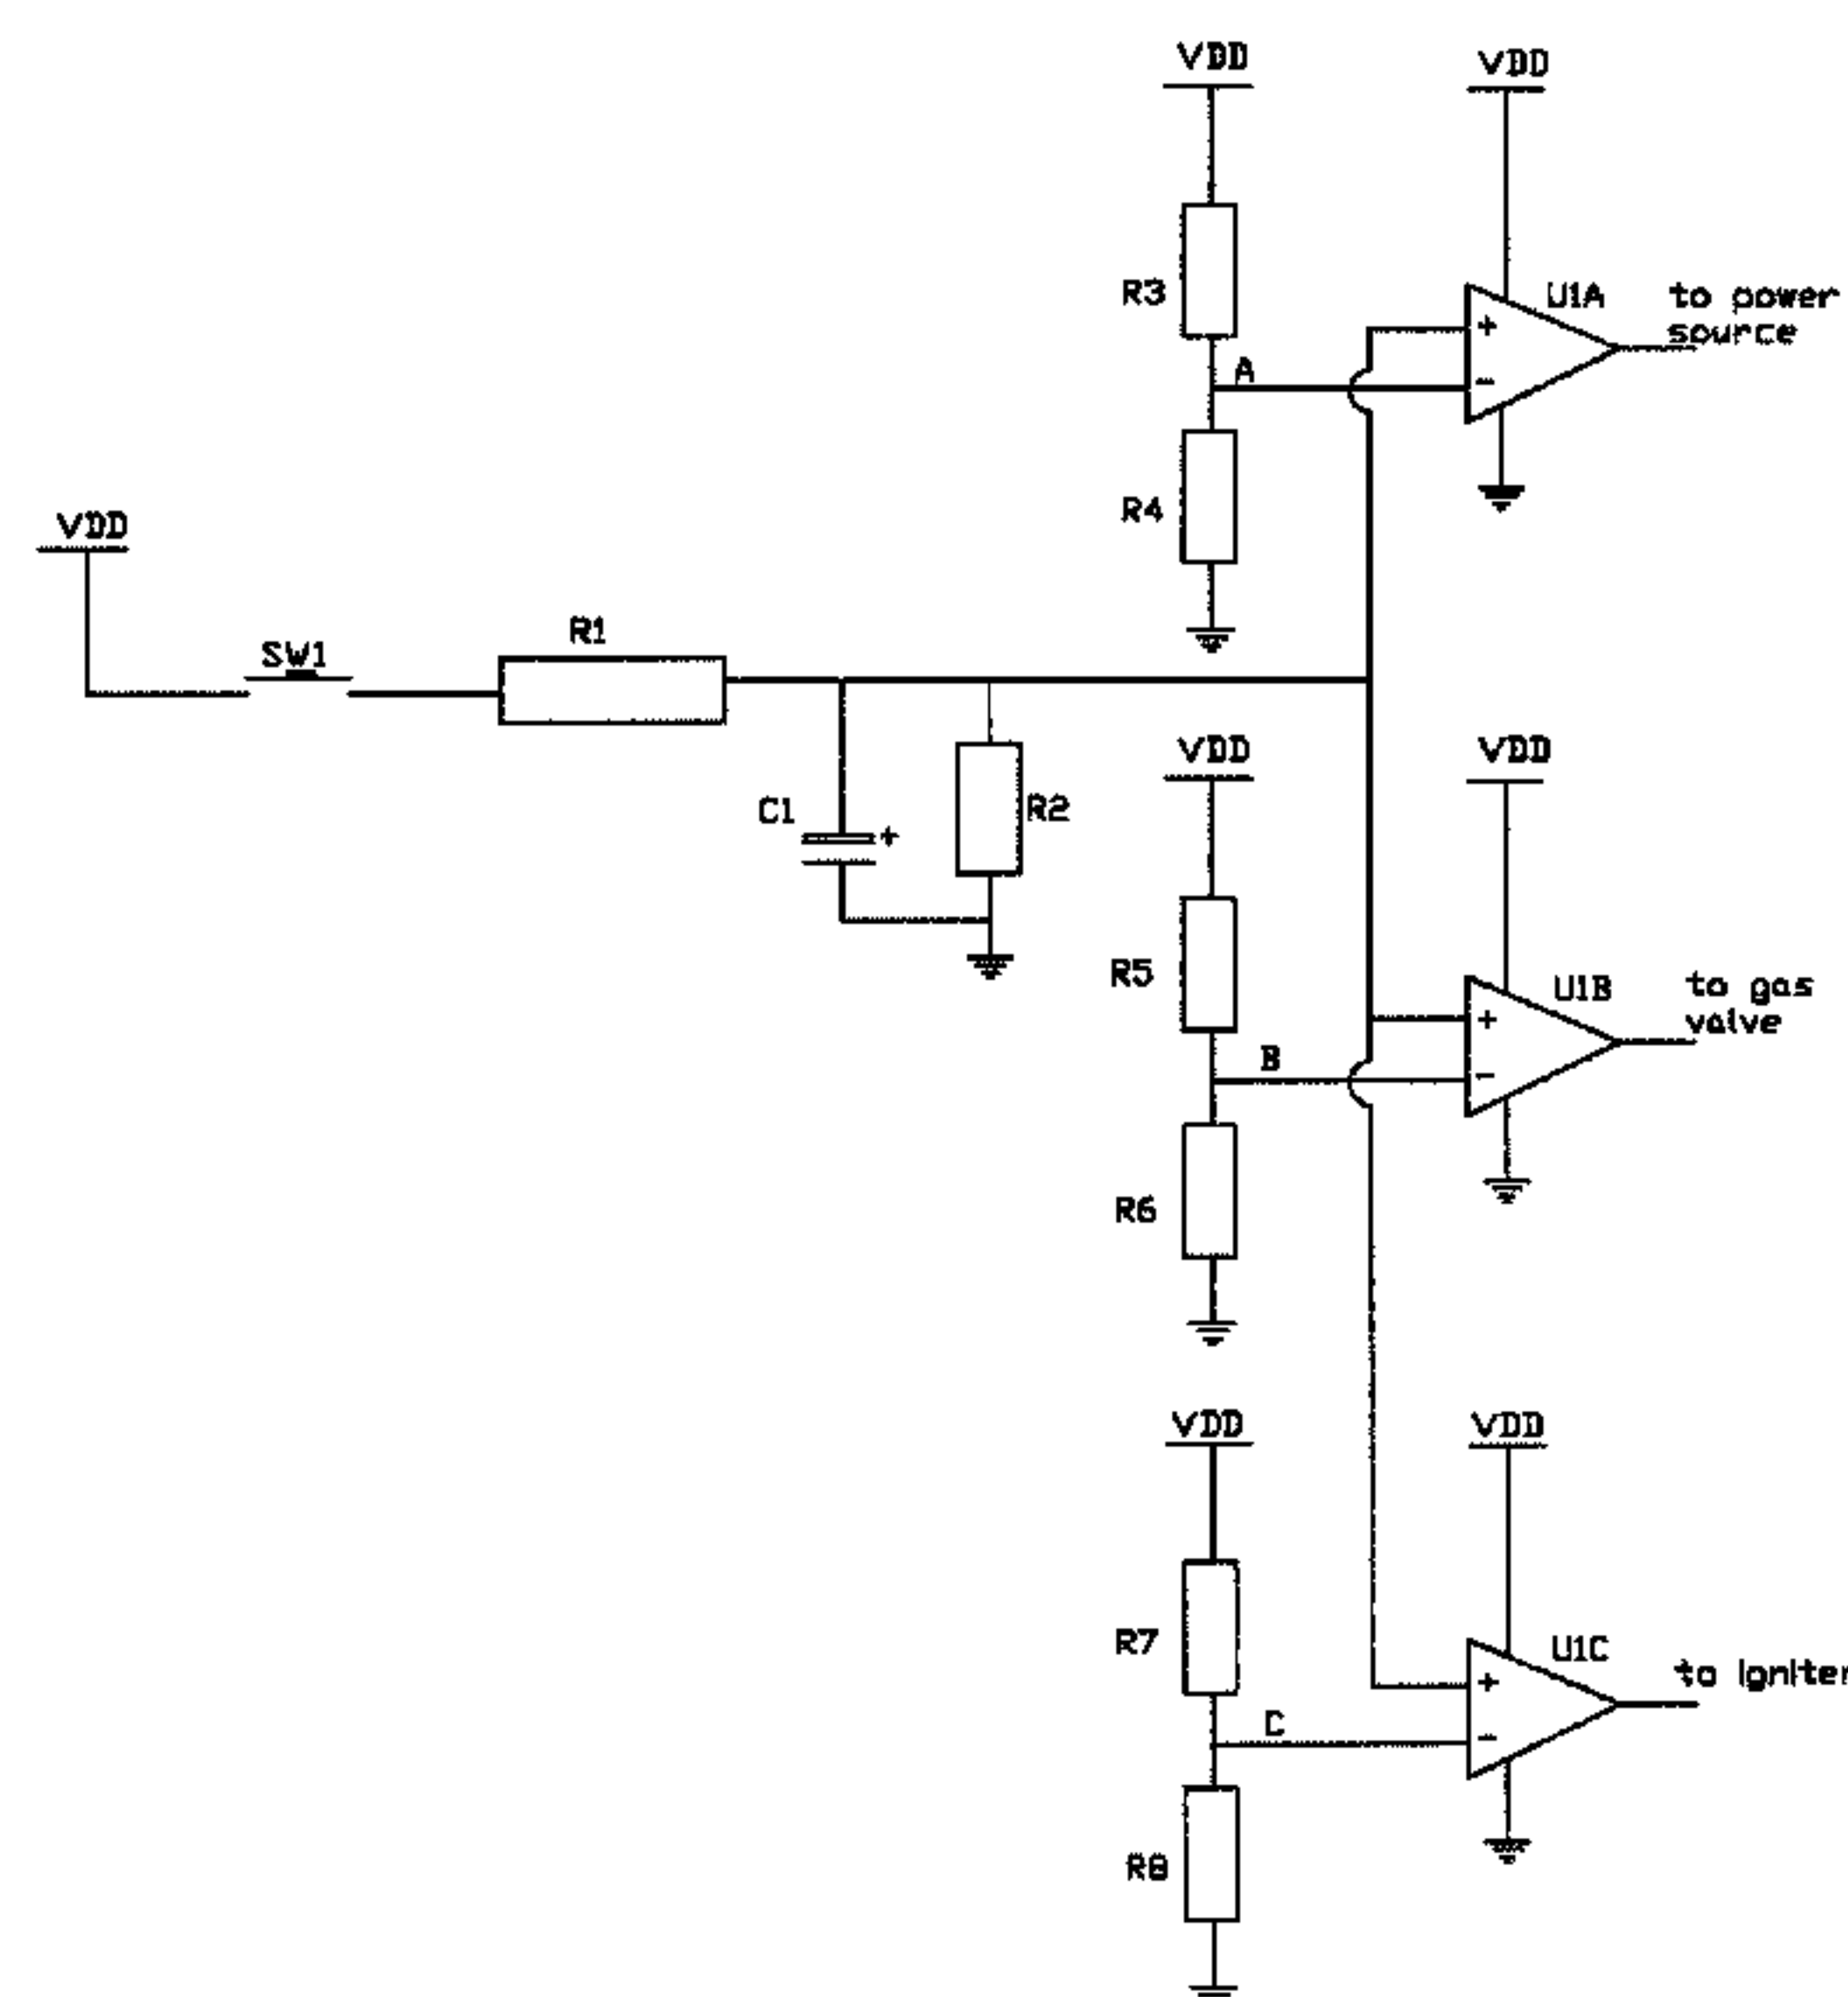 VDD
VDD
R3
U1A
to power
source
+
A
-
R4
VDD
SW1
R1
VDD
VDD
C1
+
R2
R5
U1B
to gas
valve
+
B
-
R6
VDD
VDD
R7
U1C
to igniter
+
C
-
R8